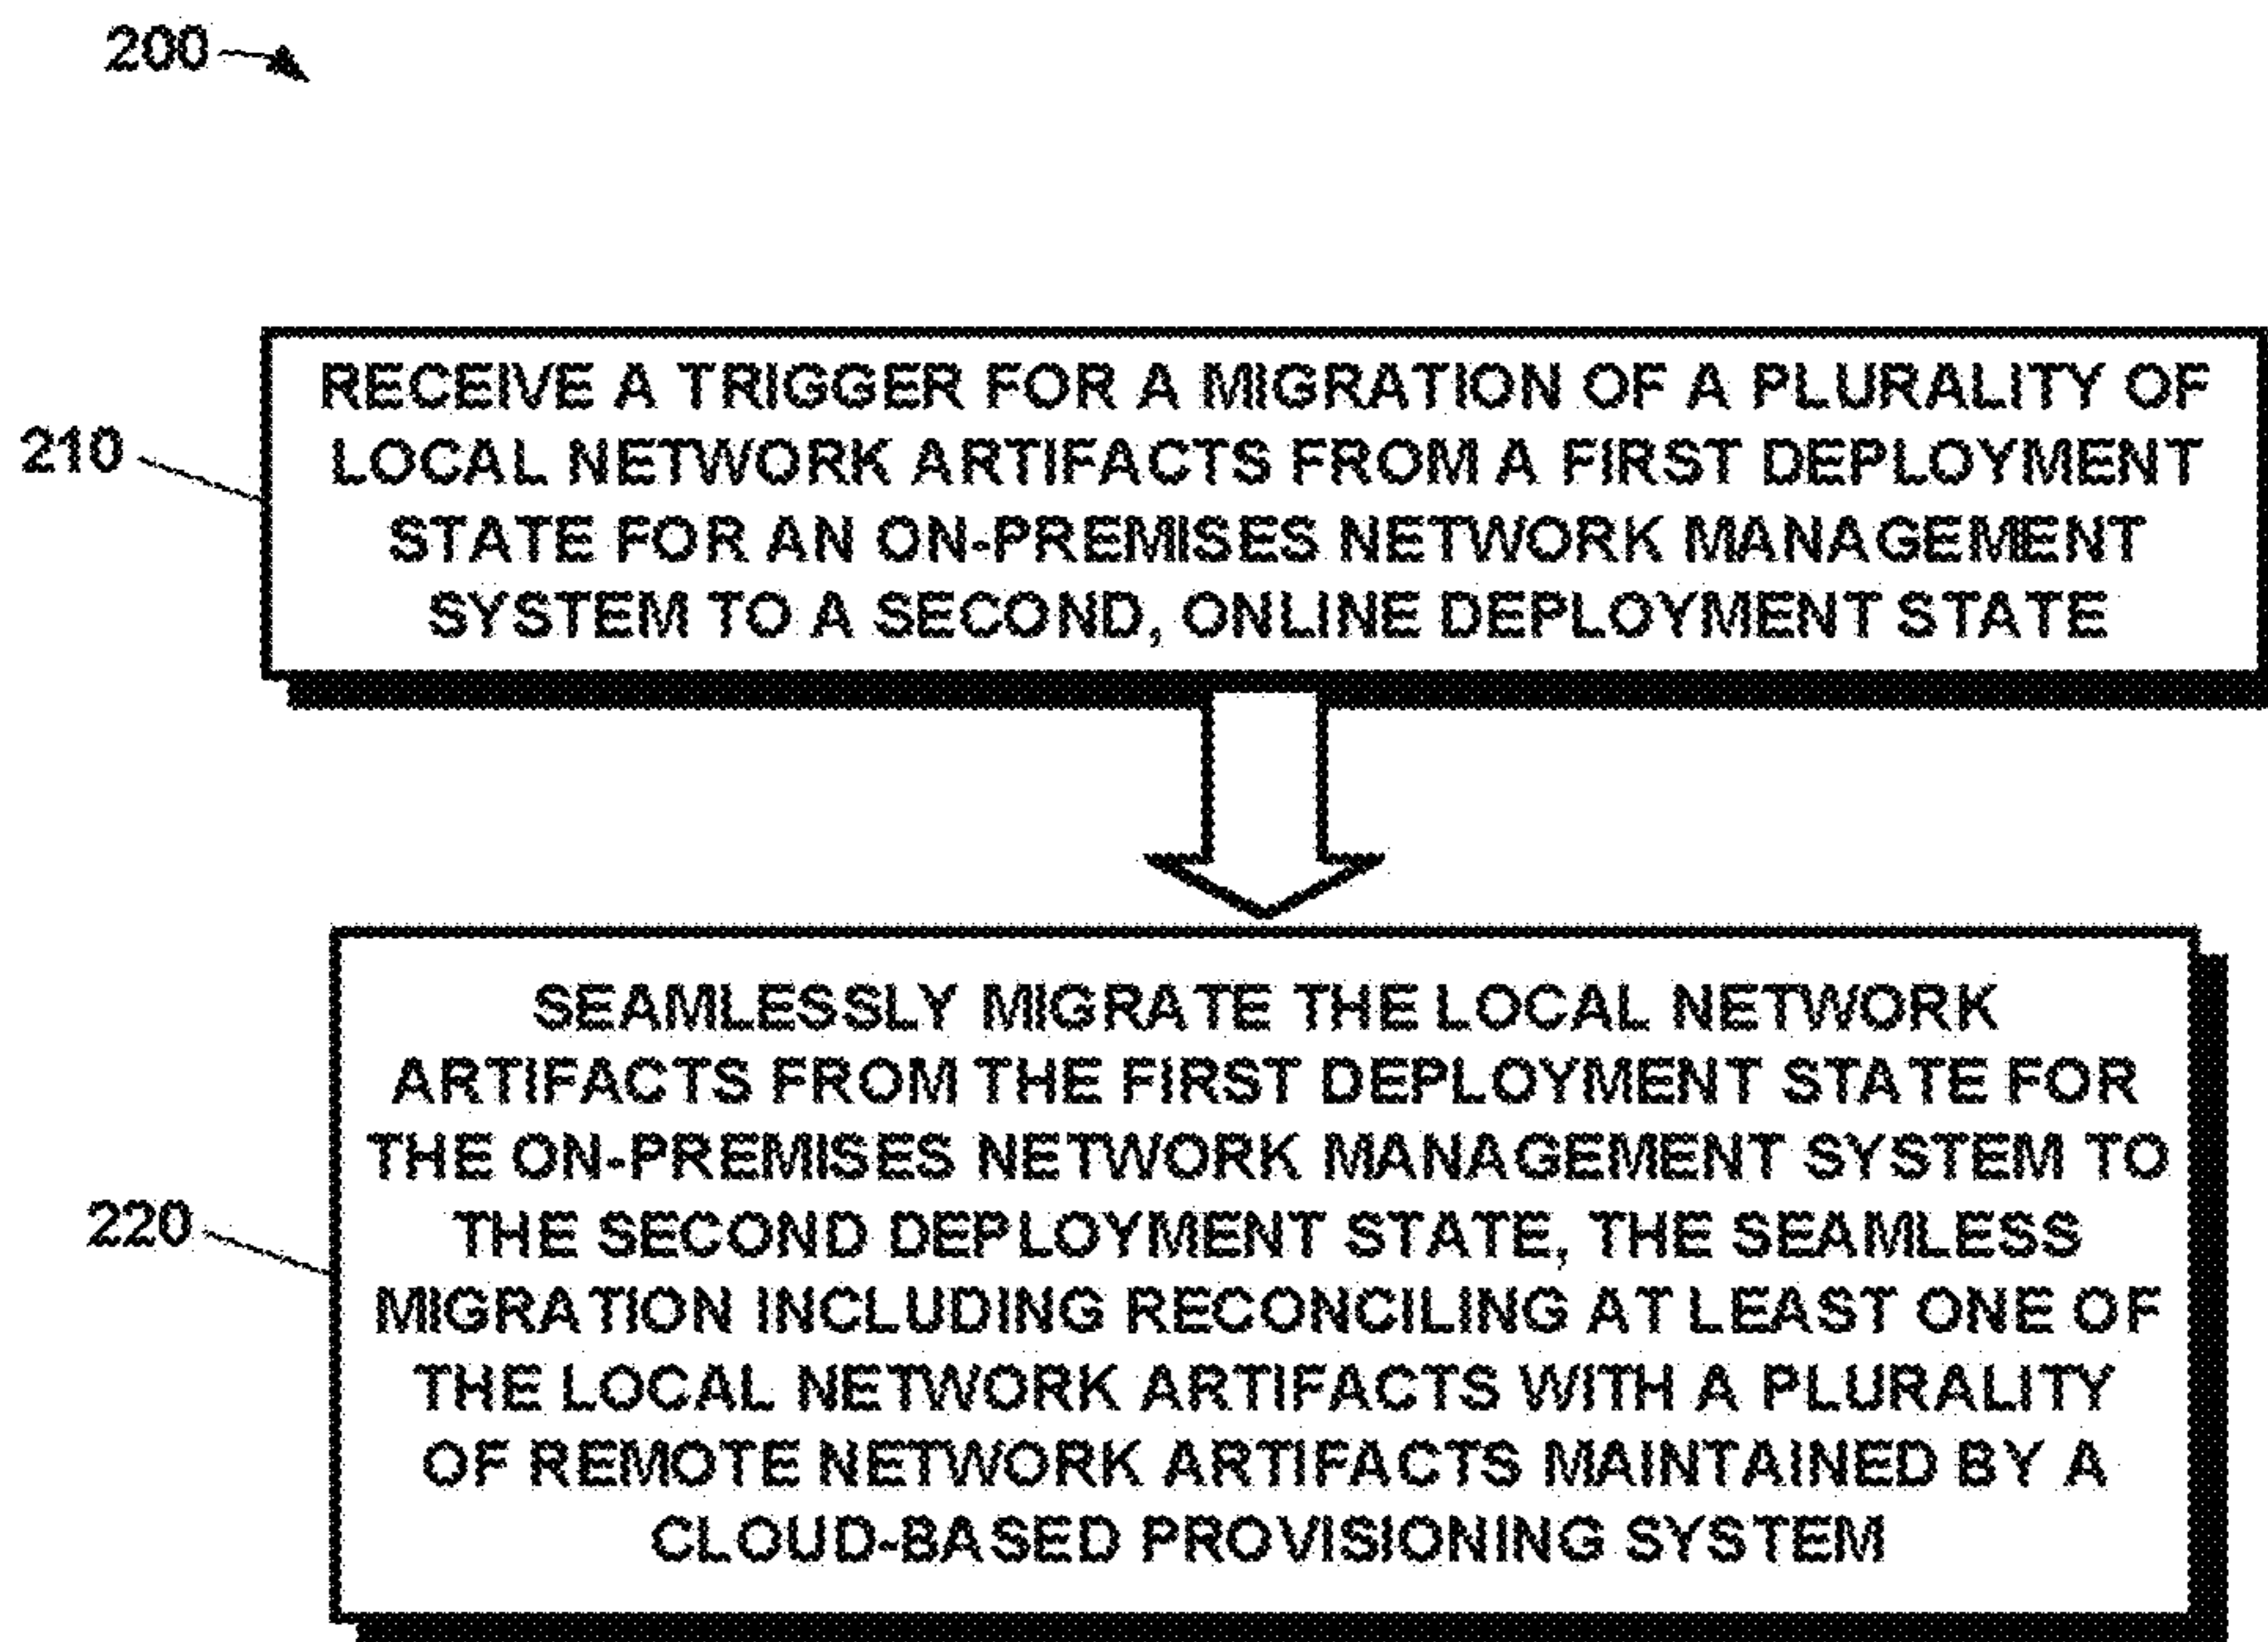 200
210
RECEIVE A TRIGGER FOR A MIGRATION OF A PLURALITY OF
LOCAL NETWORK ARTIFACTS FROM A FIRST DEPLOYMENT
STATE FOR AN ON-PREMISES NETWORK MANAGEMENT
SYSTEM TO A SECOND, ONLINE DEPLOYMENT STATE
220
SEAMLESSLY MIGRATE THE LOCAL NETWORK
ARTIFACTS FROM THE FIRST DEPLOYMENT STATE FOR
THE ON-PREMISES NETWORK MANAGEMENT SYSTEM TO
THE SECOND DEPLOYMENT STATE, THE SEAMLESS
MIGRATION INCLUDING RECONCILING AT LEAST ONE OF
THE LOCAL NETWORK ARTIFACTS WITH A PLURALITY
OF REMOTE NETWORK ARTIFACTS MAINTAINED BY A
CLOUD-BASED PROVISIONING SYSTEM